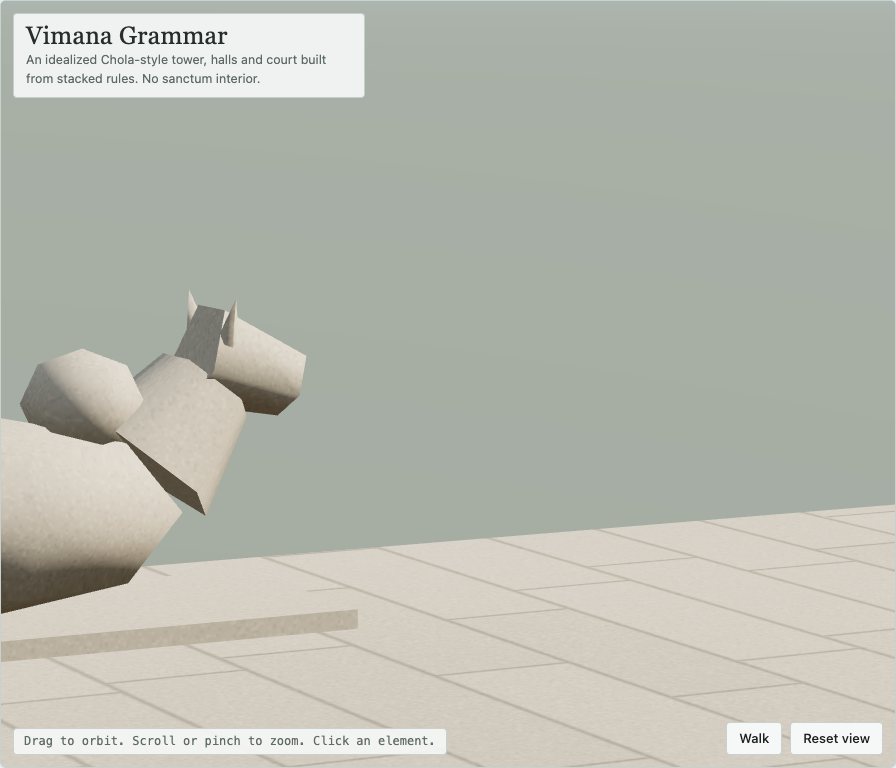 Vimana Grammar
An idealized Chola-style tower, halls and court built
from stacked rules. No sanctum interior.
Drag to orbit. Scroll or pinch to zoom. Click an element.
Walk
Reset view